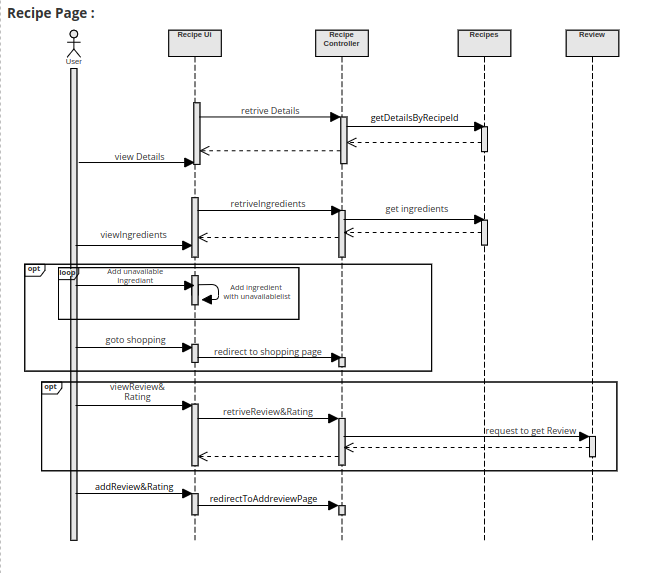 Recipe Page :
Recipe UI
Recipe
Controller
Recipes
Review
User
retrive Details
getDetailsByRecipeId
view Details
retriveIngredients
get ingredients
viewIngredients
opt
loop
Add unavailable
Ingrediant
Add ingredient
with unavailablelist
goto shopping
redirect to shopping page
opt
viewReview&
Rating
retriveReview&Rating
request to get Review
addReview&Rating
redirectToAddreviewPage